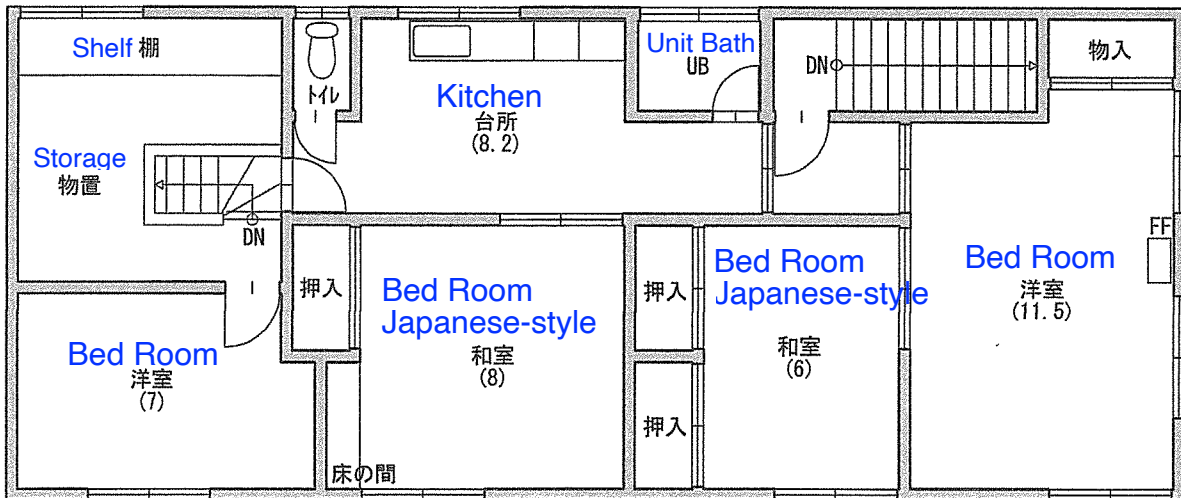 Shelf 棚
トイレ
Kitchen
台所
(8.2)
Unit Bath
UB
DN
物入
Storage
物置
DN
押入
Bed Room
Japanese-style
和室
(8)
押入
Bed Room
Japanese-style
和室
(6)
FF
Bed Room
洋室
(11.5)
Bed Room
洋室
(7)
押入
床の間